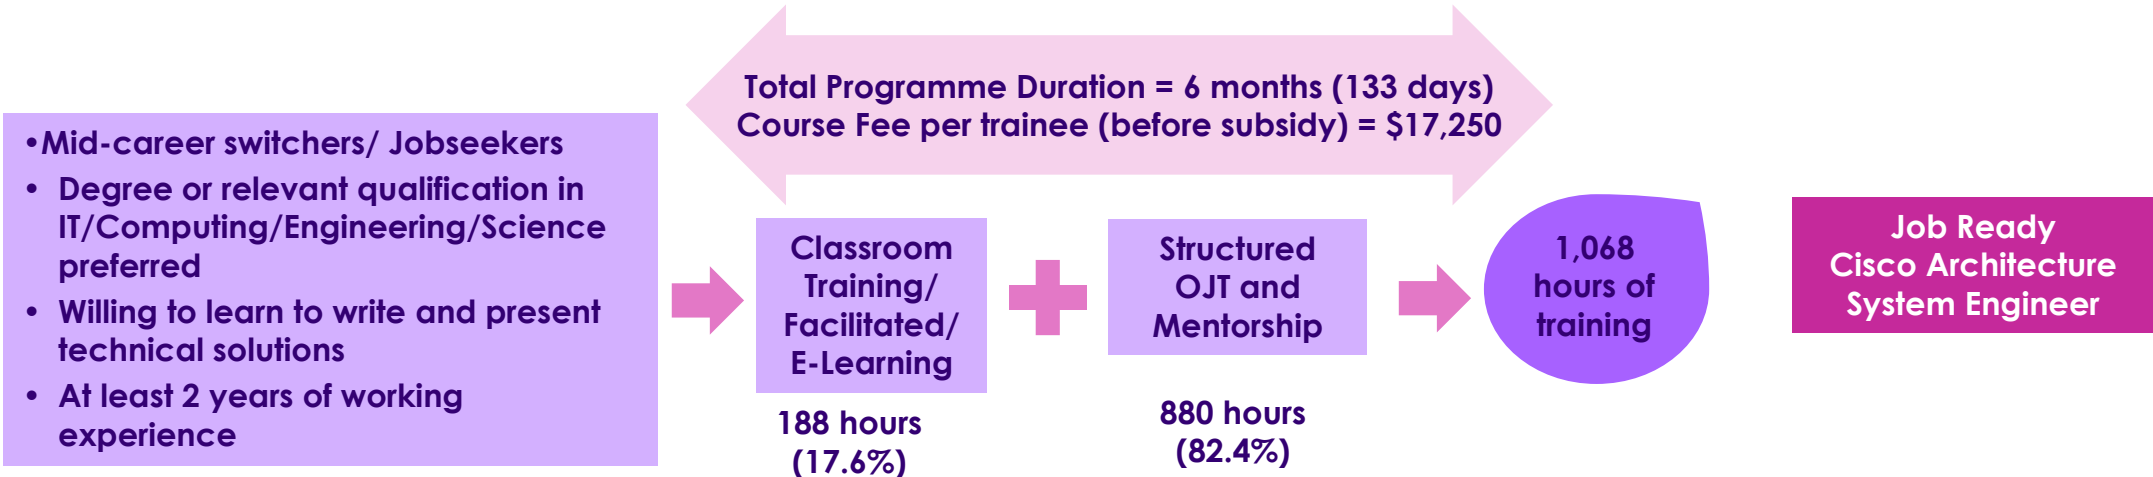 Total Programme Duration = 6 months (133 days)
Course Fee per trainee (before subsidy) = $17,250
•Mid-career switchers/ Jobseekers
• Degree or relevant qualification in
IT/Computing/Engineering/Science
preferred
• Willing to learn to write and present
technical solutions
• At least 2 years of working
experience
Classroom
Training/
Facilitated/
E-Learning
188 hours
(17.6%)
Structured
OJT and
Mentorship
880 hours
(82.4%)
1,068
hours of
training
Job Ready
Cisco Architecture
System Engineer